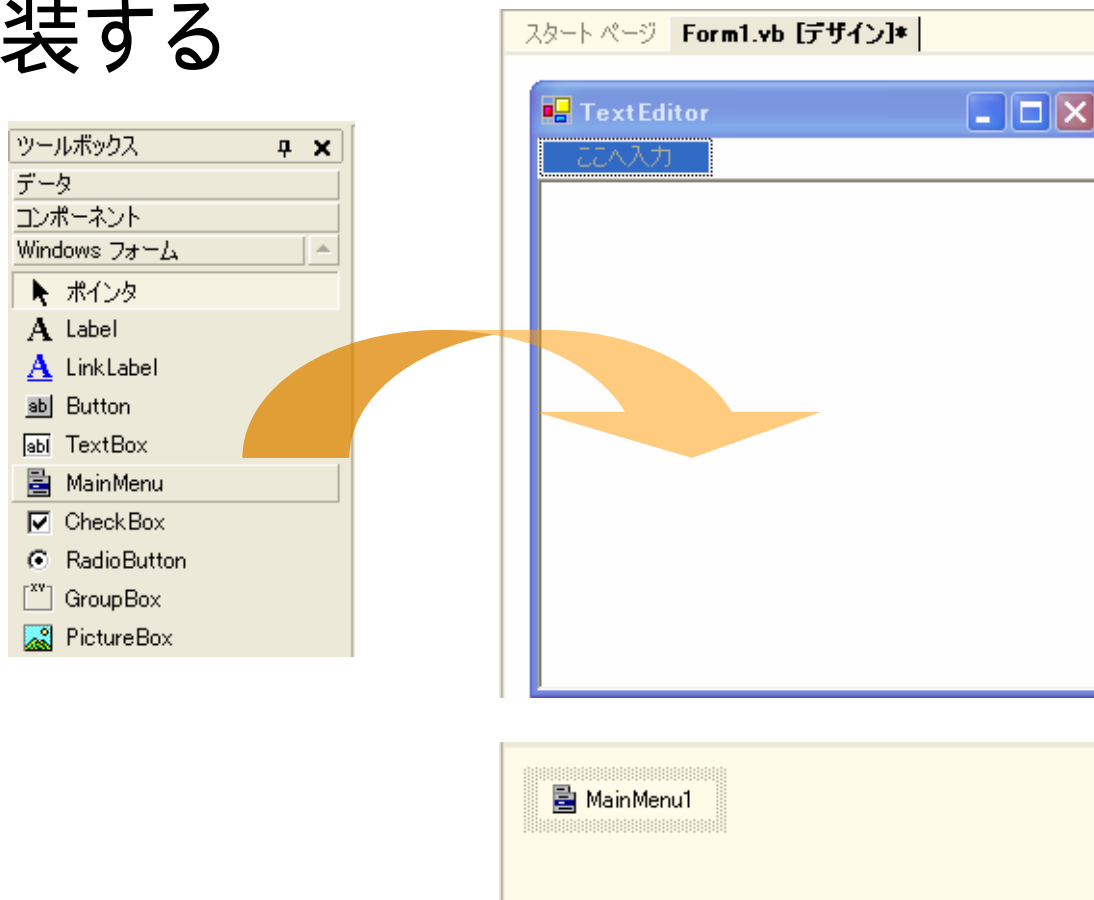 装する
ツールボックス
データ
コンポーネント
Windows フォーム
ポインタ
A Label
A LinkLabel
ab Button
abl TextBox
MainMenu
CheckBox
RadioButton
XY GroupBox
PictureBox
スタート ページ Form1.vb [デザイン]*
TextEditor
ここへ入力
MainMenu1